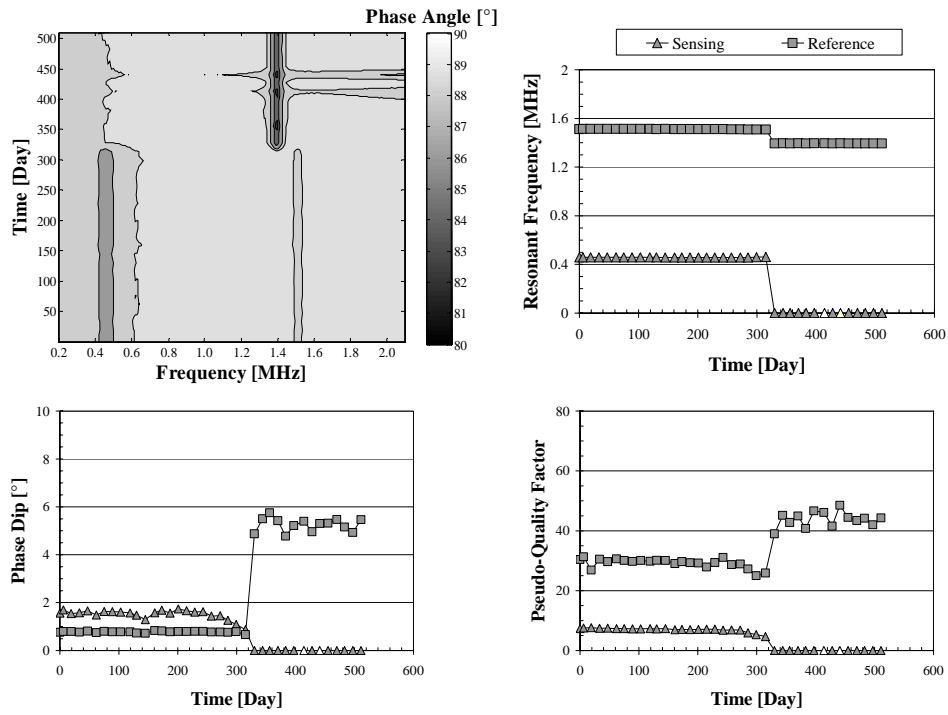 Phase Angle [°]
500
450
400
350
300
250
200
150
100
50
Time [Day]
0.2 0.4 0.6 0.8 1.0 1.2 1.4 1.6 1.8 2.0
Frequency [MHz]
90
89
88
87
86
85
84
83
82
81
80
Sensing Reference
2
1.6
1.2
0.8
0.4
0
Resonant Frequency [MHz]
0 100 200 300 400 500 600
Time [Day]
10
8
6
4
2
0
Phase Dip [°]
0 100 200 300 400 500 600
Time [Day]
80
60
40
20
0
Pseudo-Quality Factor
0 100 200 300 400 500 600
Time [Day]